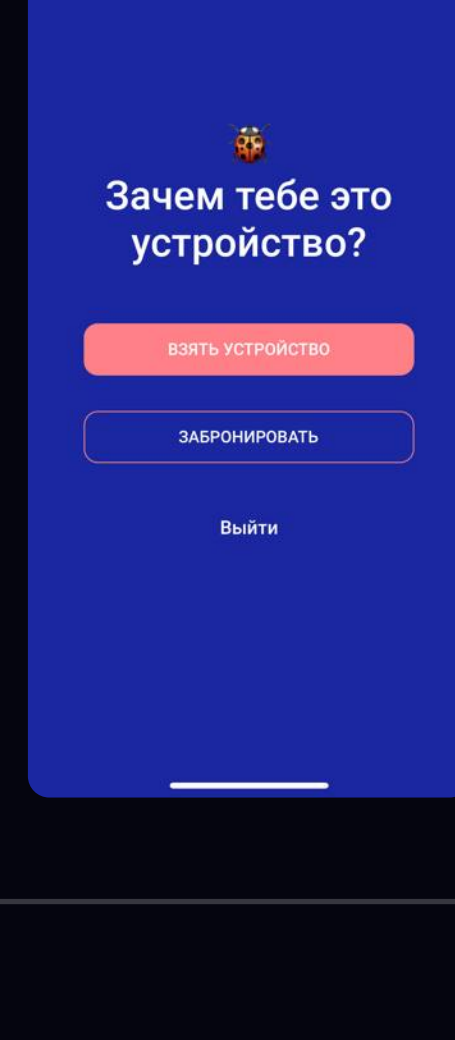 Зачем тебе это
устройство?
ВЗЯТЬ УСТРОЙСТВО
ЗАБРОНИРОВАТЬ
Выйти